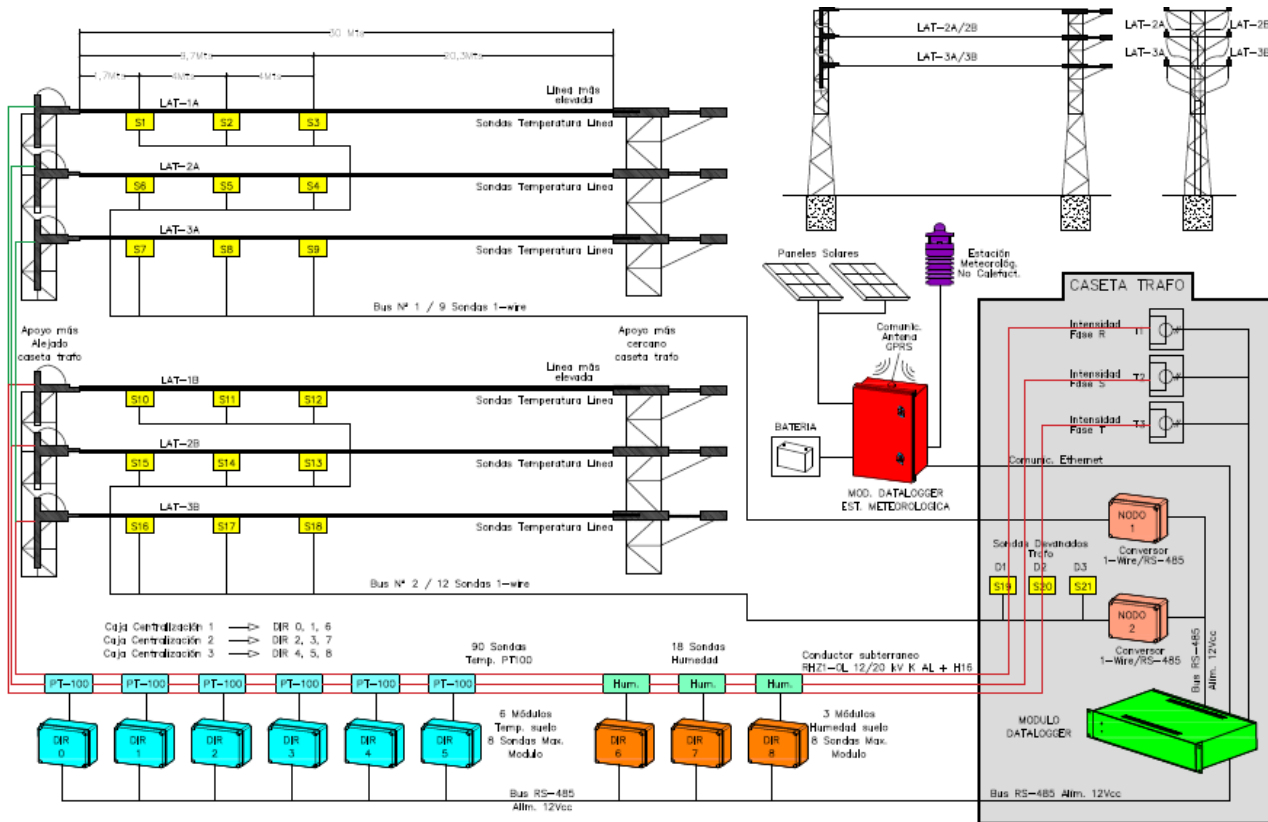 30 Mts
9,7Mts
20,3Mts
1,7Mts
4Mts
4Mts
LAT-1A
Linea más
elevada
S1
S2
S3
Sondas Temperatura Linea
LAT-2A
S6
S5
S4
Sondas Temperatura Linea
LAT-3A
S7
S8
S9
Sondas Temperatura Linea
Bus Nº 1 / 9 Sondas 1-wire
Apoyo más
Alejado
caseta trafo
Apoyo más
cercano
caseta trafo
LAT-1B
Linea más
elevada
S10
S11
S12
Sondas Temperatura Linea
LAT-2B
S15
S14
S13
Sondas Temperatura Linea
LAT-3B
S16
S17
S18
Sondas Temperatura Linea
Bus Nº 2 / 12 Sondas 1-wire
LAT-2A/2B
LAT-3A/3B
LAT-2A
LAT-2B
LAT-3A
LAT-3B
Paneles Solares
Estación
Meteorológ.
No Calefact.
Comunic.
Antena
GPRS
BATERIA
MOD. DATALOGGER
EST. METEOROLOGICA
CASETA TRAFO
Intensidad
Fase R
T1
Intensidad
Fase S
T2
Intensidad
Fase T
T3
Comunic. Ethernet
NODO
1
Conversor
1-Wire/RS-485
Sondas Devanados
Trafo
D1
D2
D3
S19
S20
S21
NODO
2
Conversor
1-Wire/RS-485
Bus RS-485
Alim. 12Vcc
MODULO
DATALOGGER
Caja Centralización 1
DIR 0, 1, 6
Caja Centralización 2
DIR 2, 3, 7
Caja Centralización 3
DIR 4, 5, 8
90 Sondas
Temp. PT100
18 Sondas
Humedad
Conductor subterraneo
RHZ1-OL 12/20 kV K AL + H16
PT-100
PT-100
PT-100
PT-100
PT-100
PT-100
Hum.
Hum.
Hum.
DIR
0
DIR
1
DIR
2
DIR
3
DIR
4
DIR
5
6 Módulos
Temp. suelo
8 Sondas Max.
Modulo
DIR
6
DIR
7
DIR
8
3 Módulos
Humedad suelo
8 Sondas Max.
Modulo
Bus RS-485
Alim. 12Vcc
Bus RS-485 Alim. 12Vcc